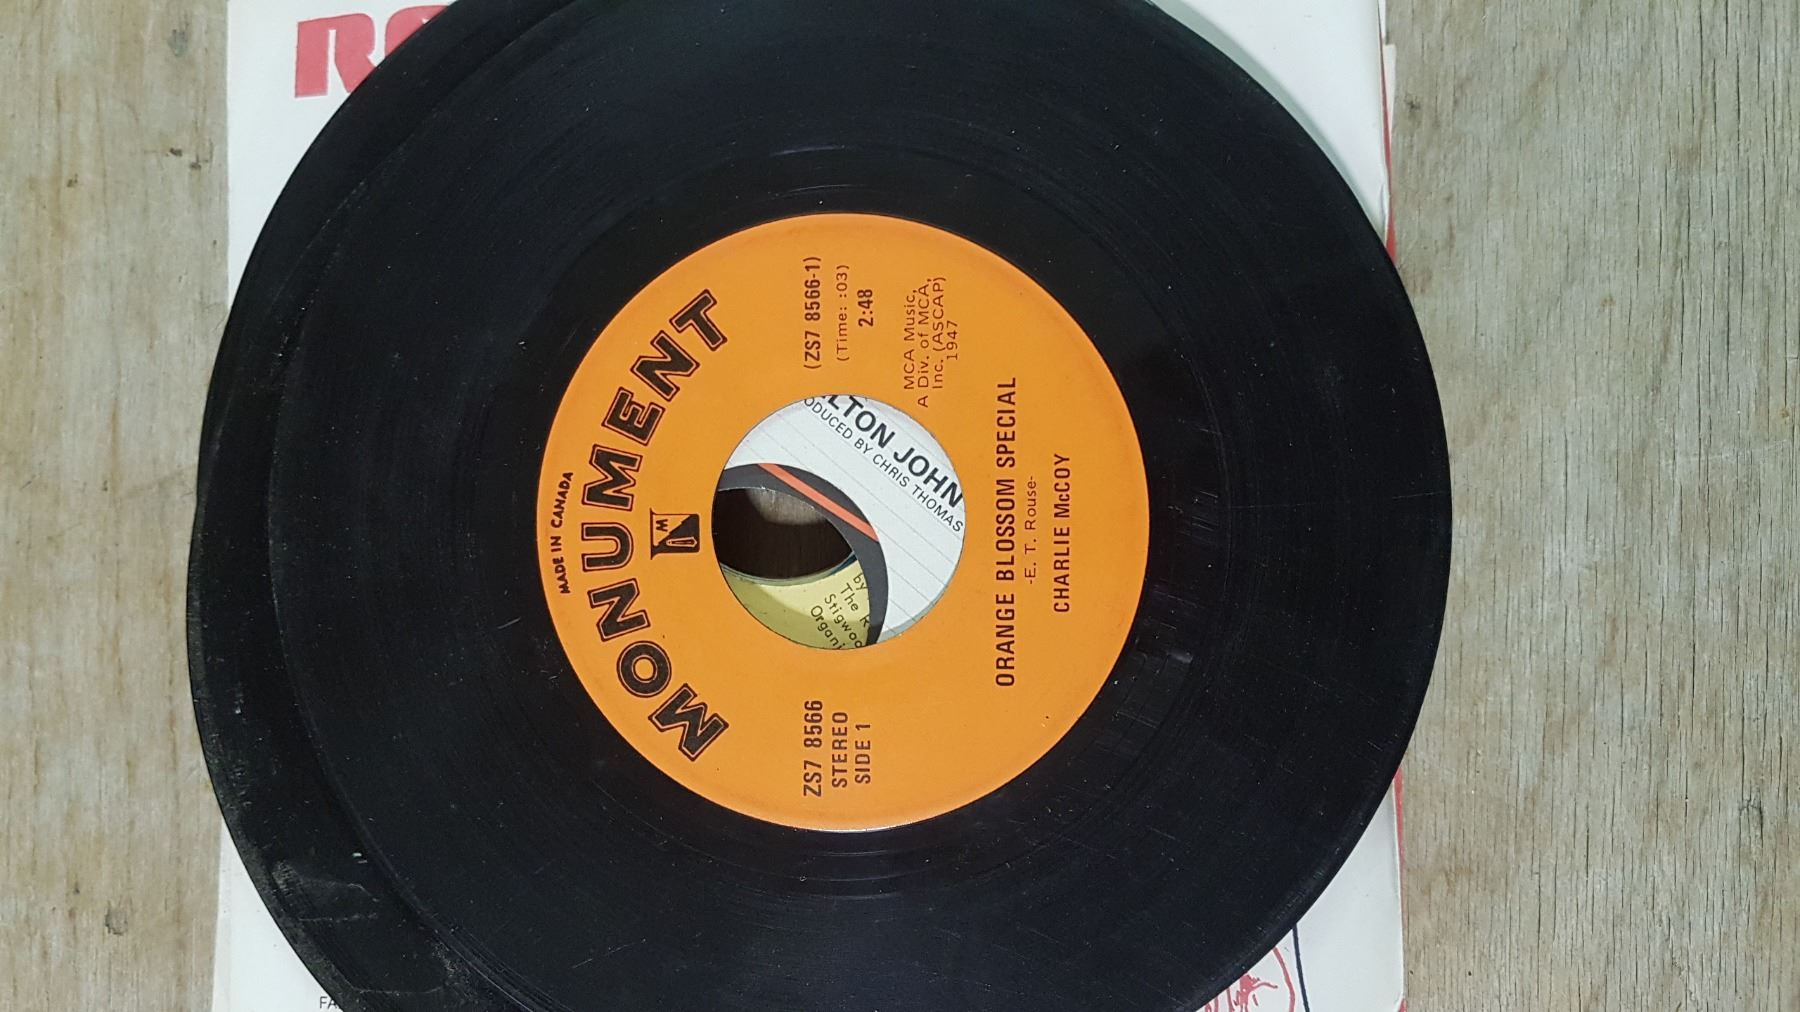 MADE IN CANADA
MONUMENT
M
ZS7 8566
STEREO
SIDE 1
(ZS7 8566-1)
(Time: :03)
2:48
MCA Music,
A Div. of MCA,
Inc. (ASCAP)
1947
ORANGE BLOSSOM SPECIAL
-E. T. Rouse-
CHARLIE McCOY
LTON JOHN
ODUCED BY CHRIS THOMAS
by
The R
Stigwo
Organi
FA